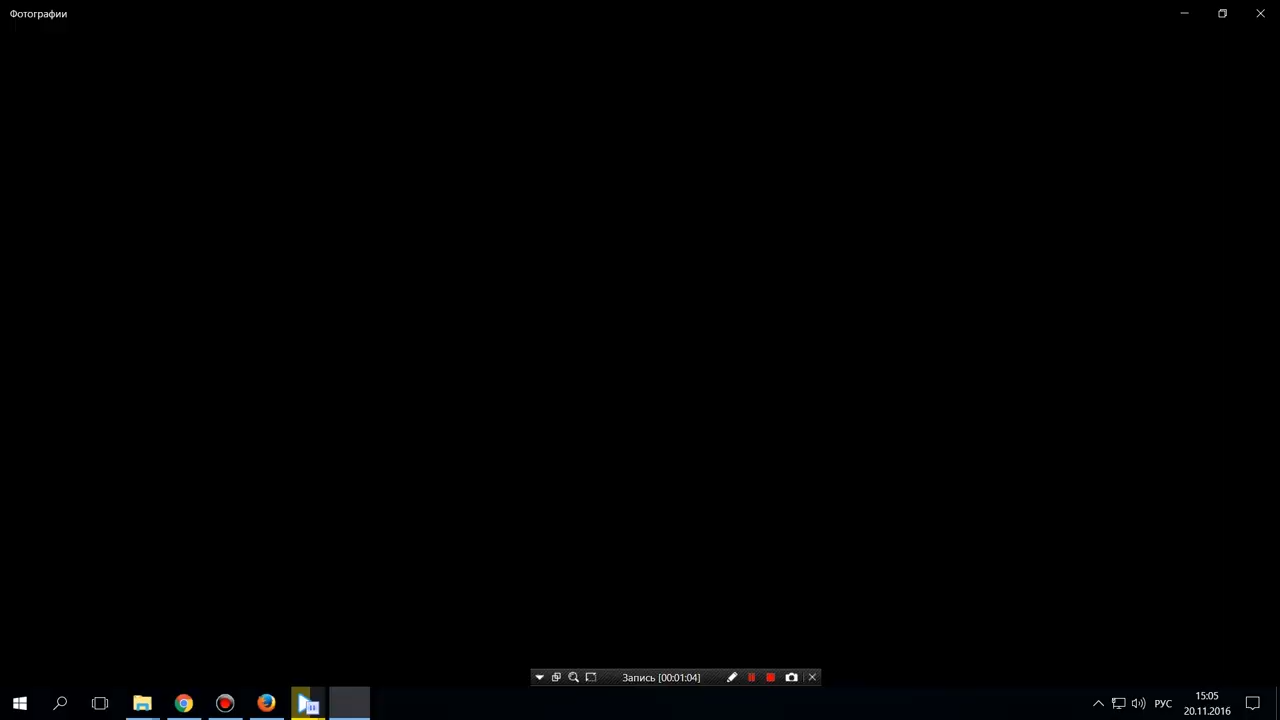 Фотографии
Запись [00:01:04]
РУС
15:05
20.11.2016